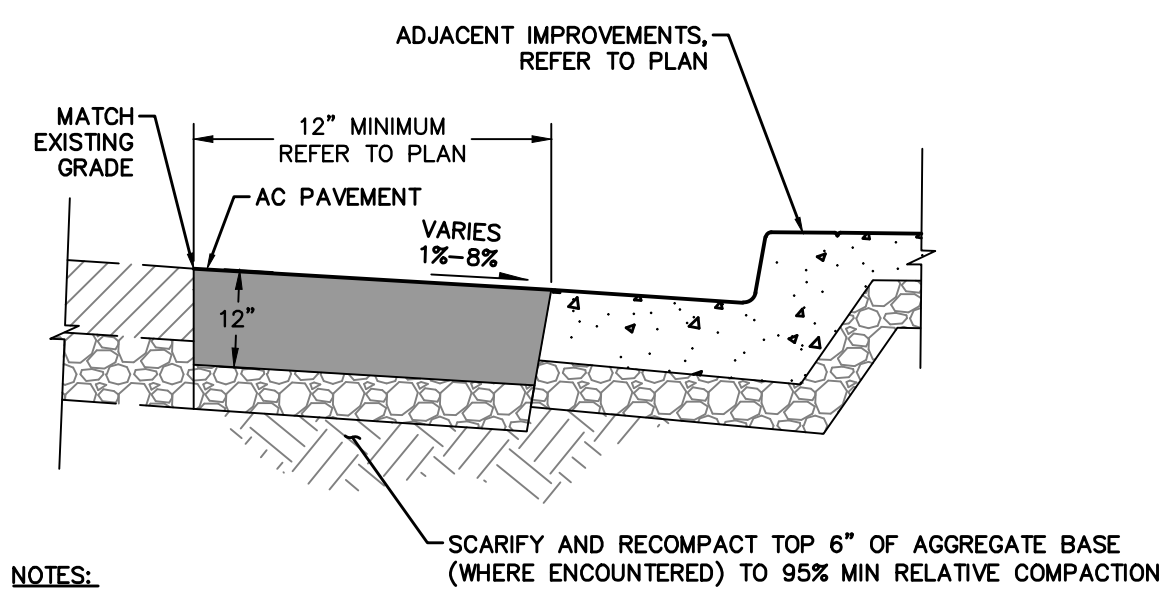 ADJACENT IMPROVEMENTS,
REFER TO PLAN
MATCH
EXISTING
GRADE
12" MINIMUM
REFER TO PLAN
AC PAVEMENT
VARIES
1%-8%
12"
SCARIFY AND RECOMPACT TOP 6" OF AGGREGATE BASE
(WHERE ENCOUNTERED) TO 95% MIN RELATIVE COMPACTION
NOTES: